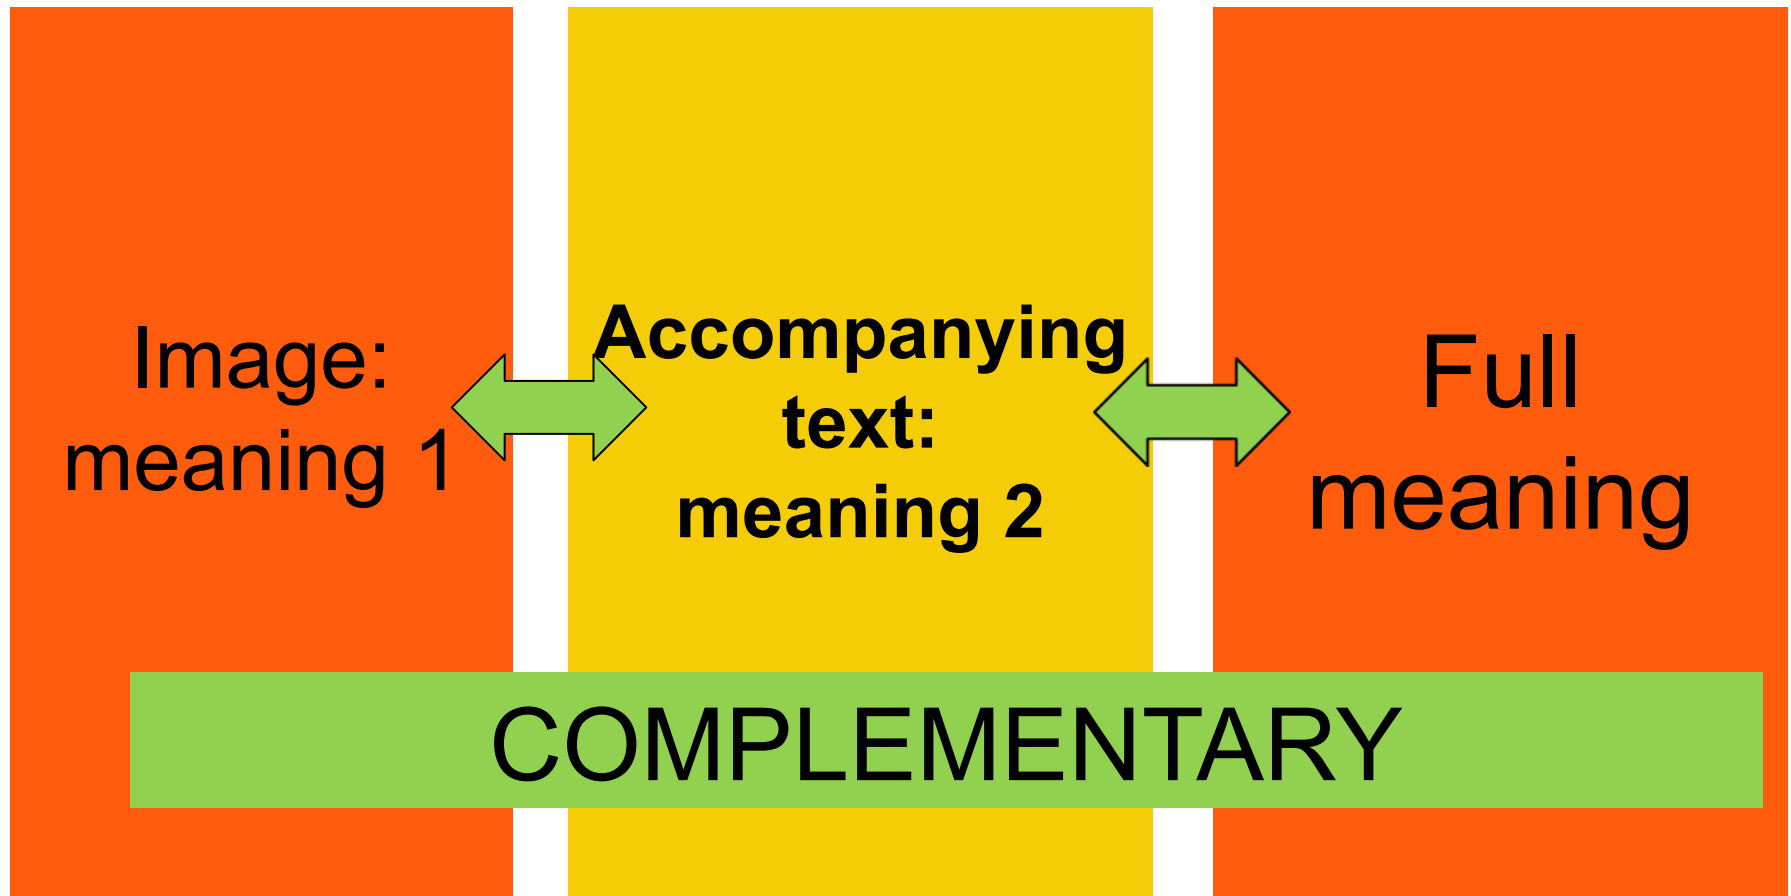 Image:
meaning 1
Accompanying
text:
meaning 2
Full
meaning
COMPLEMENTARY